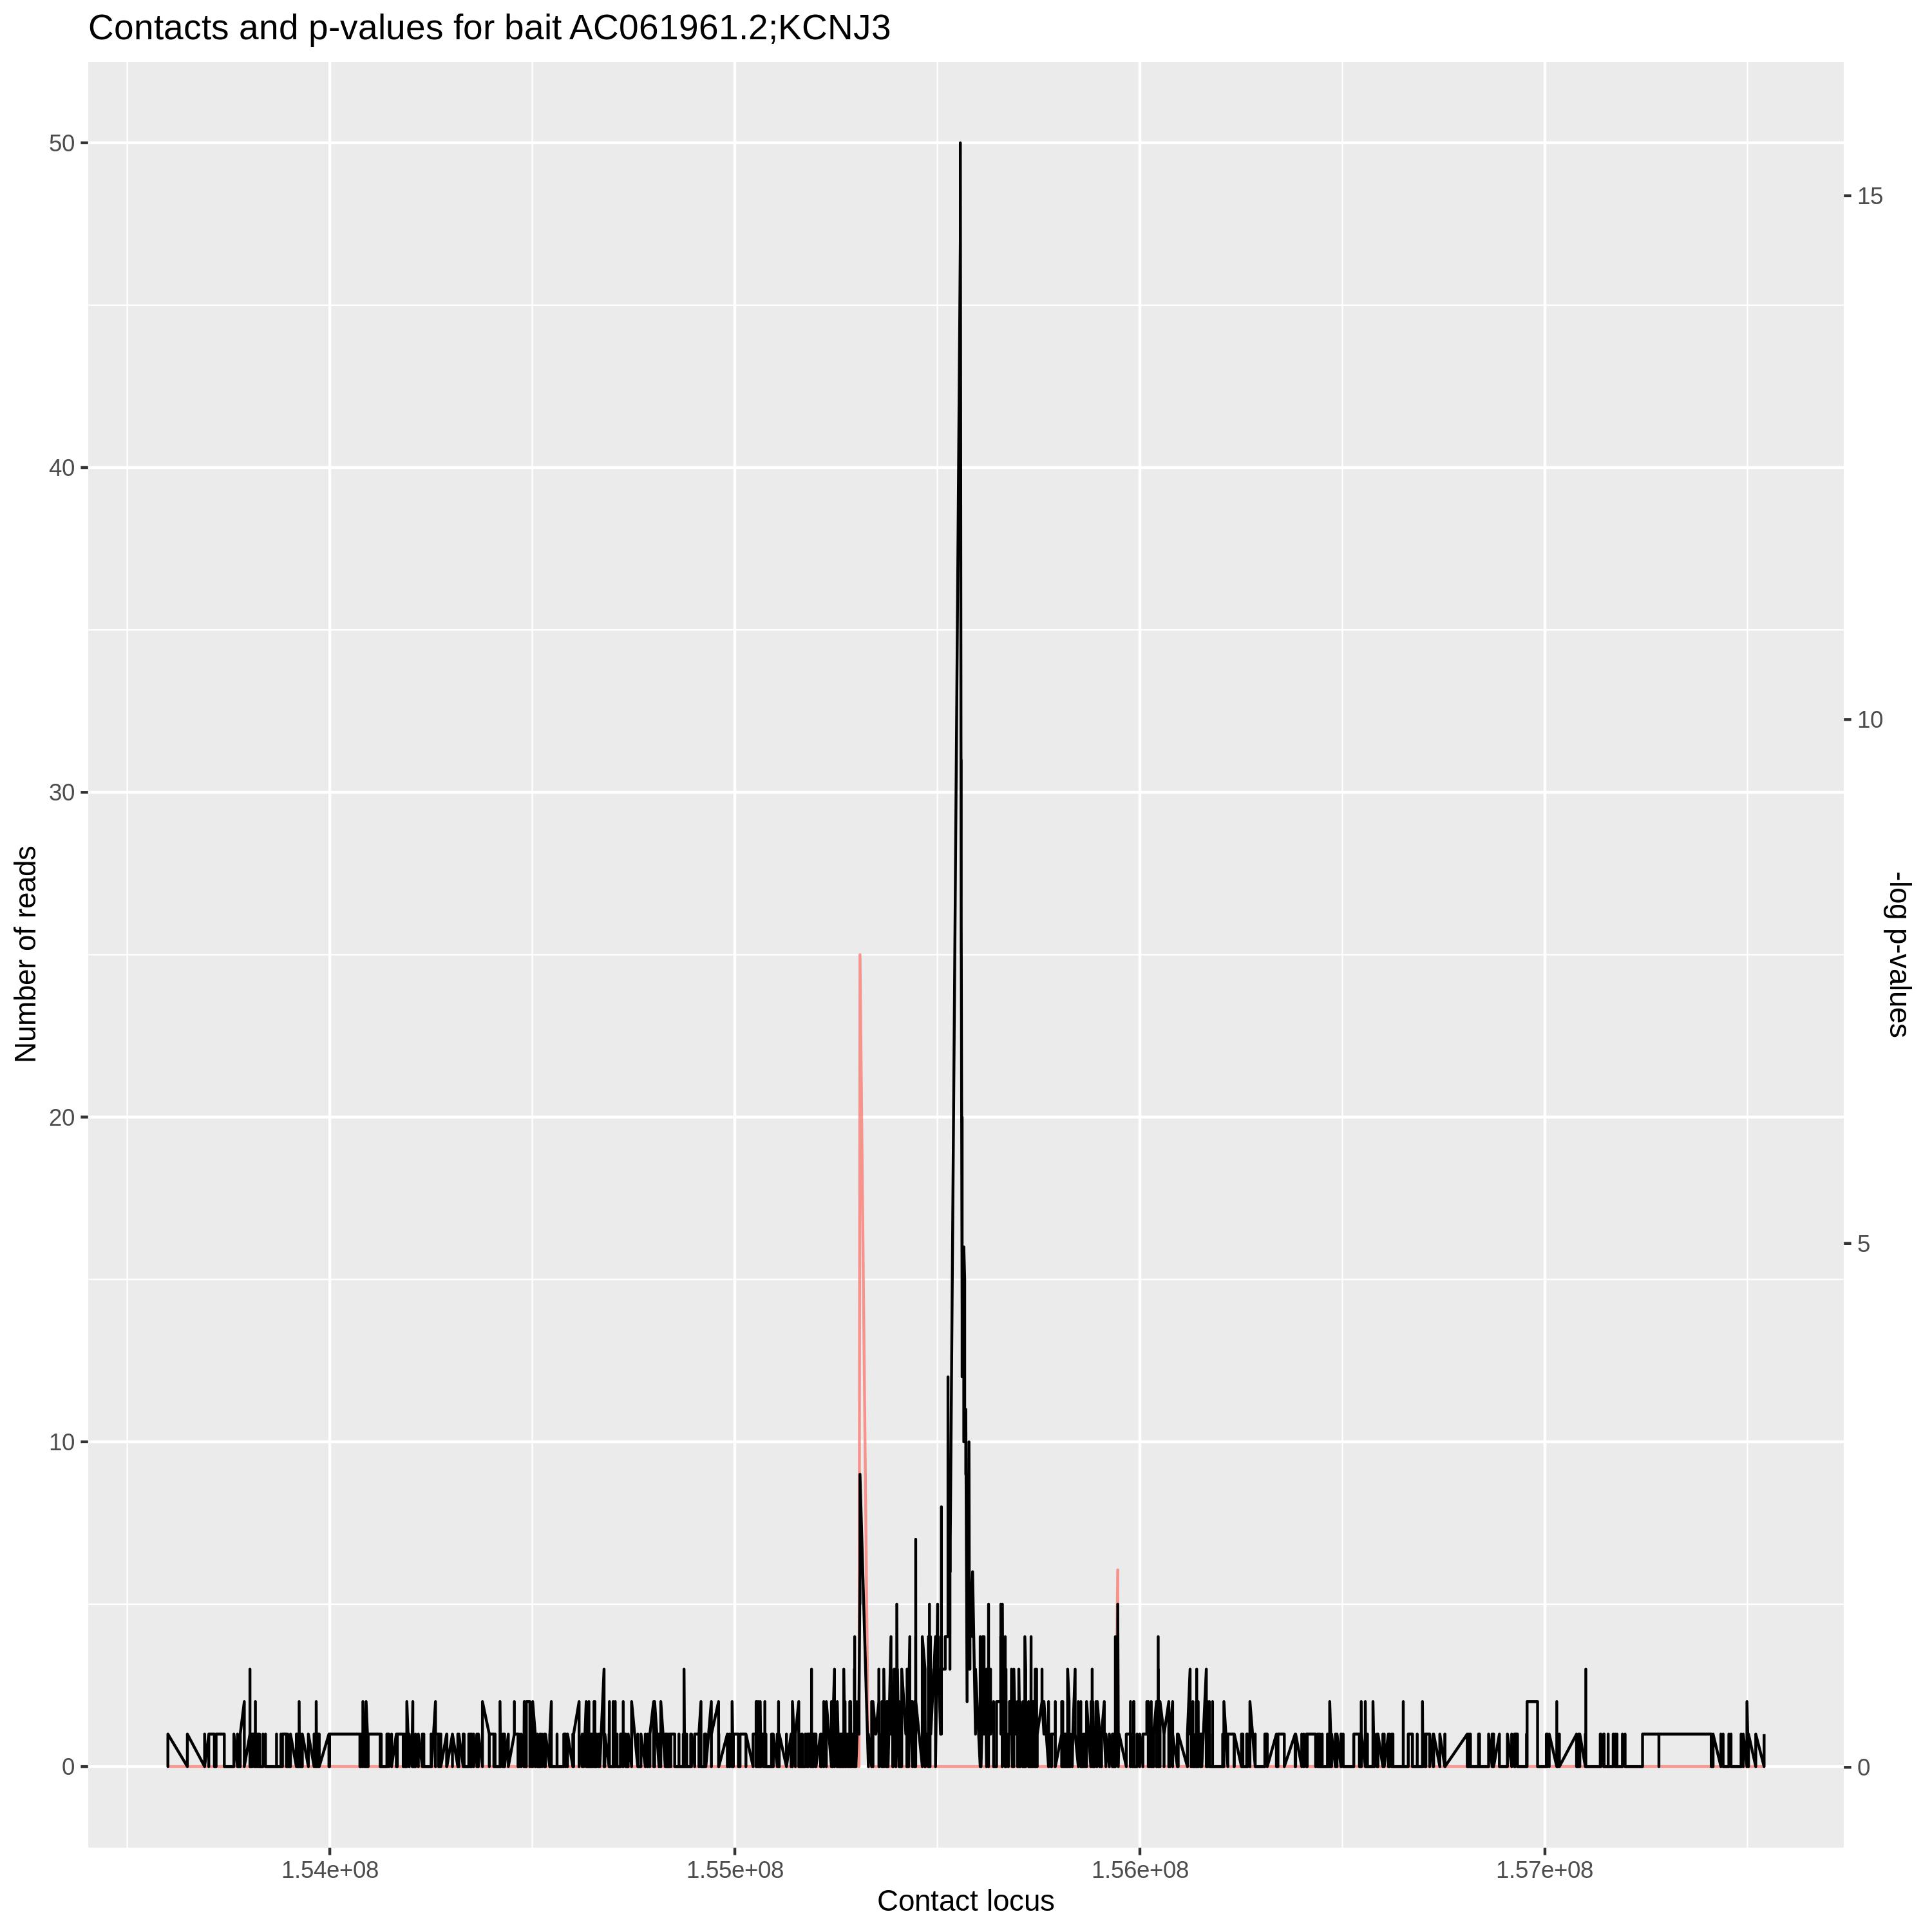 Contacts and p-values for bait AC061961.2;KCNJ3
50
40
30
20
10
0
Number of reads
15
10
5
0
-log p-values
1.54e+08
1.55e+08
1.56e+08
1.57e+08
Contact locus